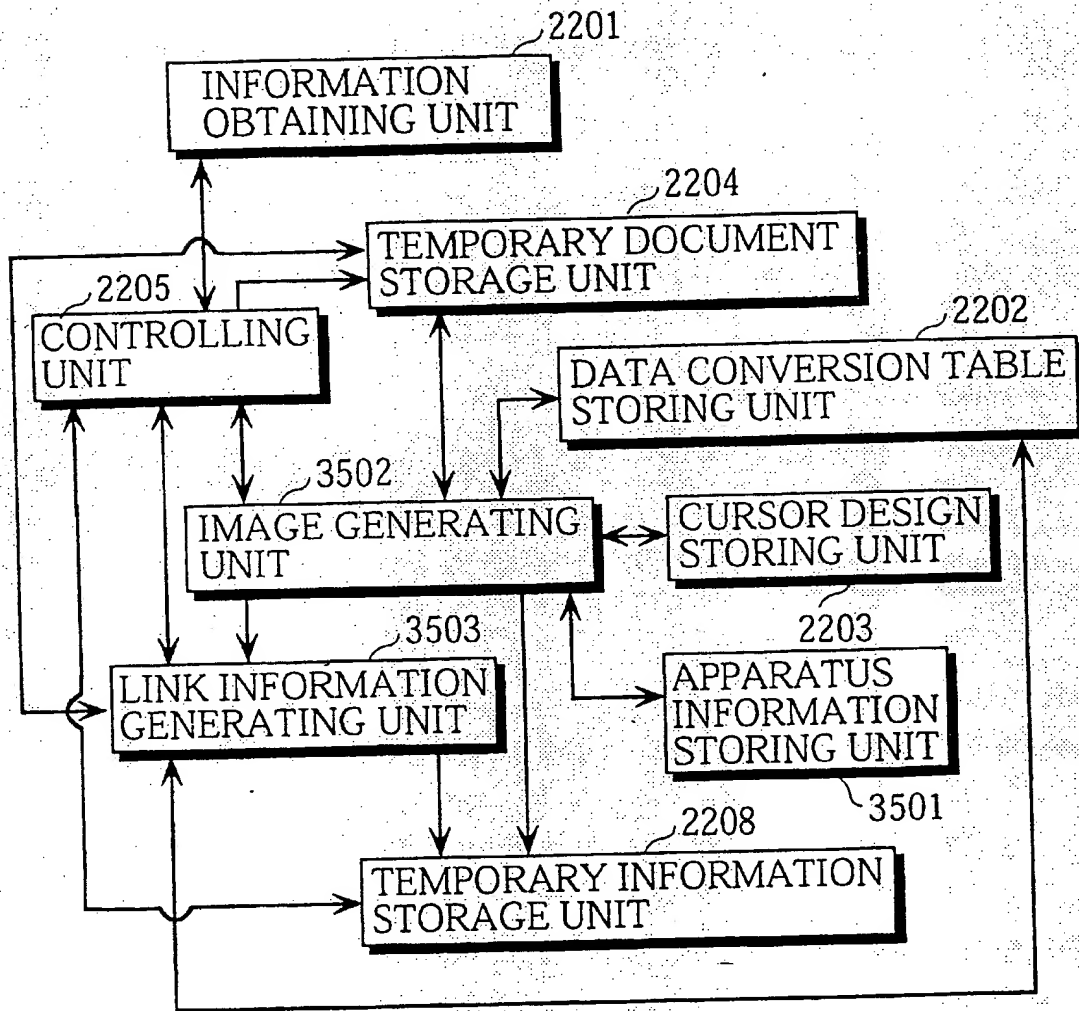 2201
INFORMATION
OBTAINING UNIT
2204
TEMPORARY DOCUMENT
STORAGE UNIT
2205
CONTROLLING
UNIT
2202
DATA CONVERSION TABLE
STORING UNIT
3502
IMAGE GENERATING
UNIT
CURSOR DESIGN
STORING UNIT
2203
3503
LINK INFORMATION
GENERATING UNIT
APPARATUS
INFORMATION
STORING UNIT
3501
2208
TEMPORARY INFORMATION
STORAGE UNIT